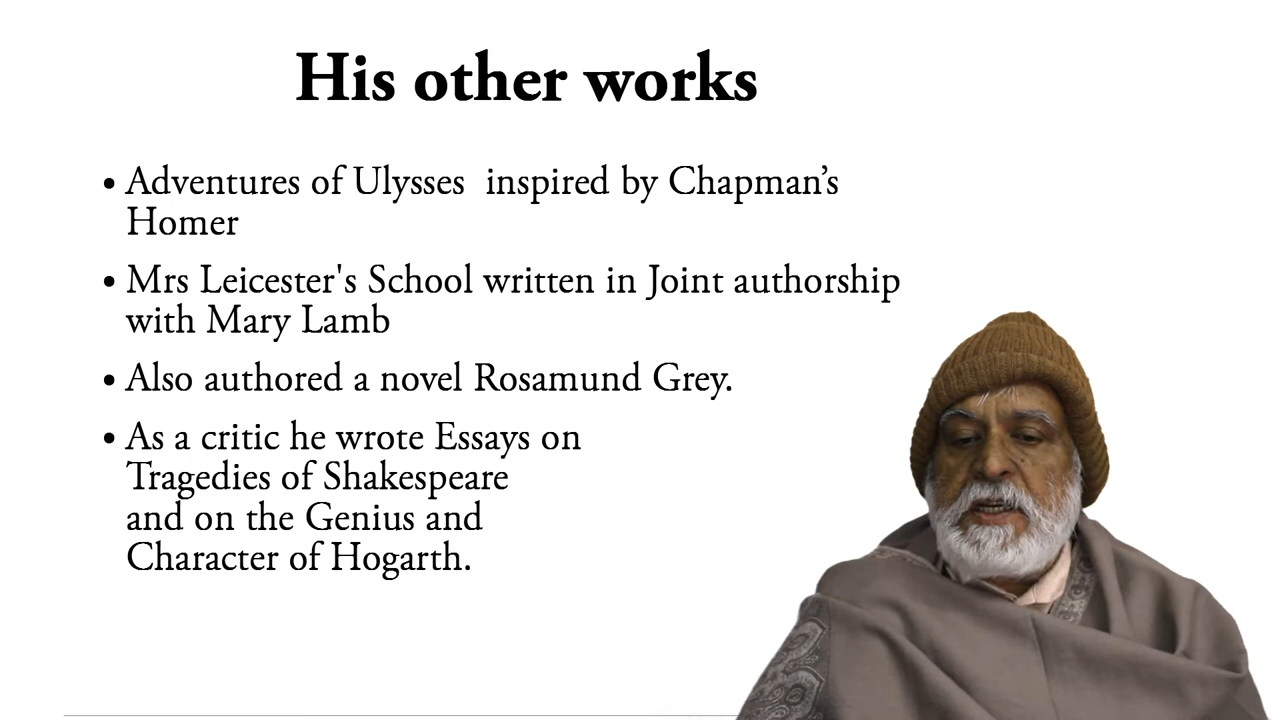 His other works
• Adventures of Ulysses  inspired by Chapman’s
Homer
• Mrs Leicester's School written in Joint authorship
with Mary Lamb
• Also authored a novel Rosamund Grey.
• As a critic he wrote Essays on
Tragedies of Shakespeare
and on the Genius and
Character of Hogarth.